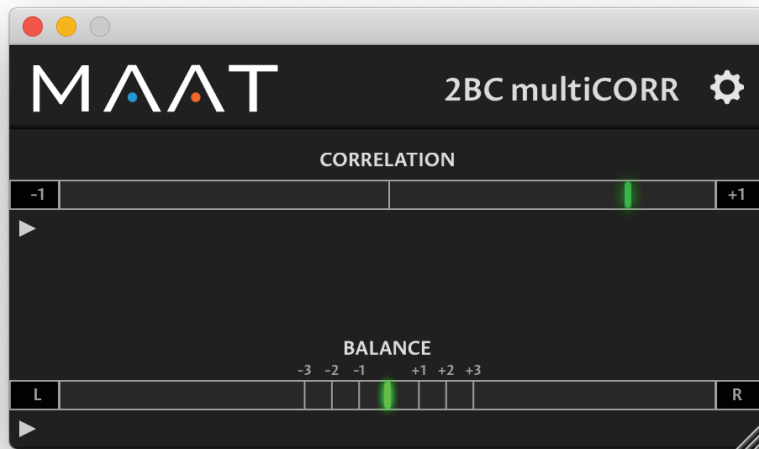 MAAT
2BC multiCORR
CORRELATION
-1 +1
BALANCE
-3 -2 -1 +1 +2 +3
L R